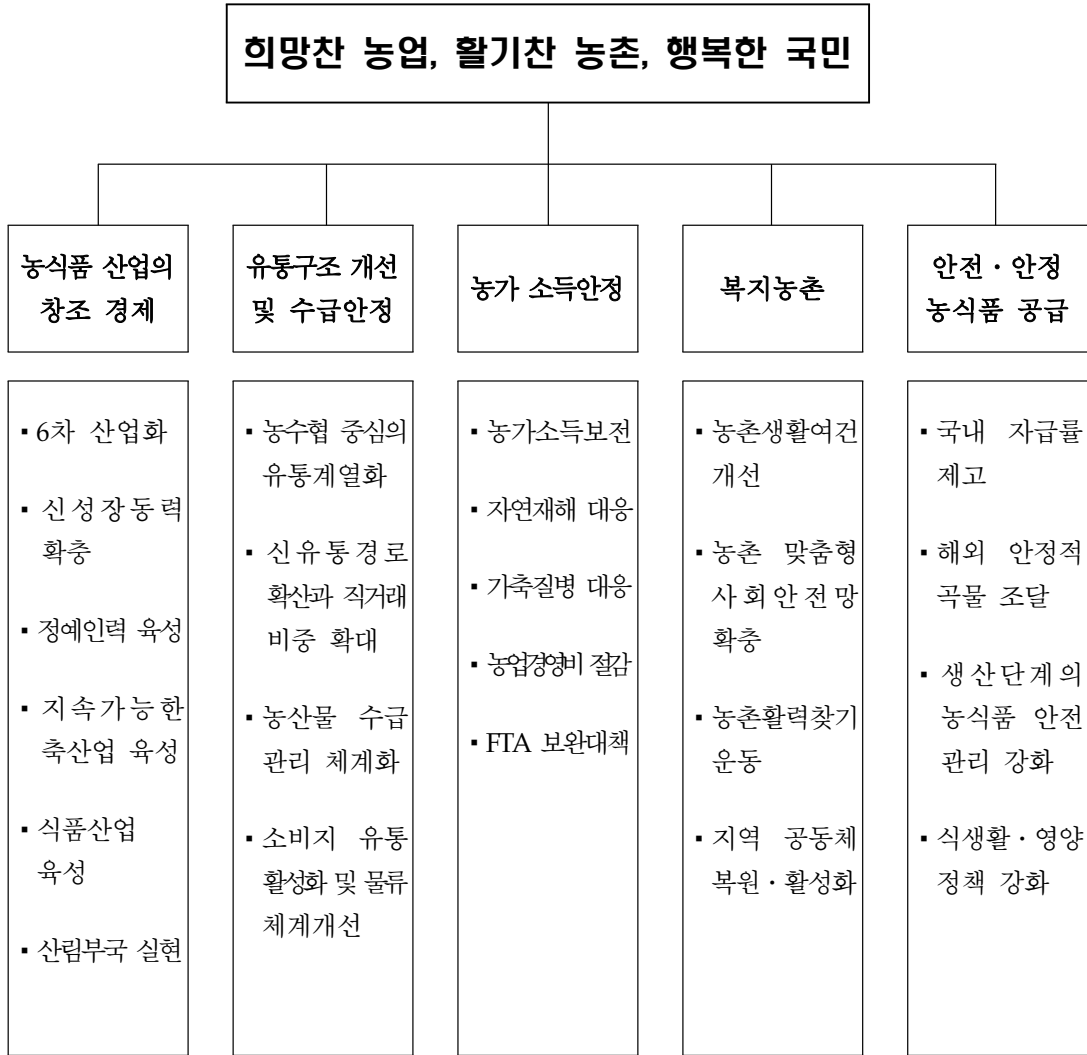 희망찬 농업, 활기찬 농촌, 행복한 국민
농식품 산업의
창조 경제
▪ 6차 산업화
▪ 신성장동력
확충
▪ 정예인력 육성
▪ 지속가능한
축산업 육성
▪ 식품산업
육성
▪ 산림부국 실현
유통구조 개선
및 수급안정
▪ 농수협 중심의
유통계열화
▪ 신유통경로
확산과 직거래
비중 확대
▪ 농산물 수급
관리 체계화
▪ 소비지 유통
활성화 및 물류
체계개선
농가 소득안정
▪ 농가소득보전
▪ 자연재해 대응
▪ 가축질병 대응
▪ 농업경영비 절감
▪ FTA 보완대책
복지농촌
▪ 농촌생활여건
개선
▪ 농촌 맞춤형
사회안전망
확충
▪ 농촌활력찾기
운동
▪ 지역 공동체
복원·활성화
안전·안정
농식품 공급
▪ 국내 자급률
제고
▪ 해외 안정적
곡물 조달
▪ 생산단계의
농식품 안전
관리 강화
▪ 식생활·영양
정책 강화